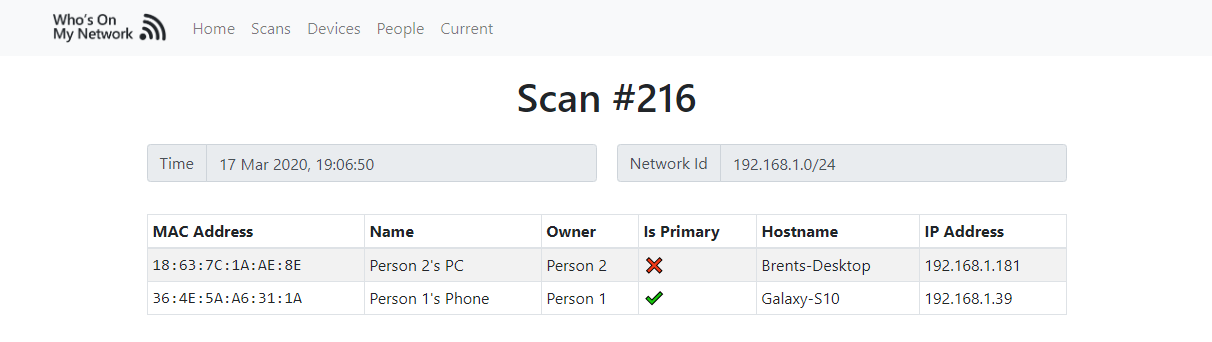 Who's On
My Network
Home Scans Devices People Current
Scan #216
Time 17 Mar 2020, 19:06:50 Network Id 192.168.1.0/24
MAC Address Name Owner Is Primary Hostname IP Address
18:63:7C:1A:AE:8E Person 2's PC Person 2 Brents-Desktop 192.168.1.181
36:4E:5A:A6:31:1A Person 1's Phone Person 1 Galaxy-S10 192.168.1.39